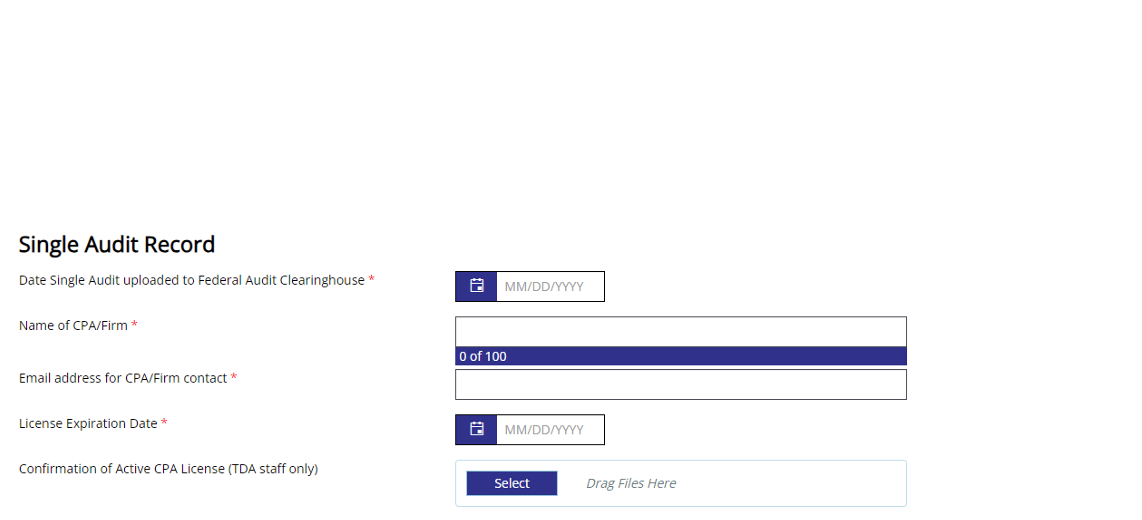 Single Audit Record
Date Single Audit uploaded to Federal Audit Clearinghouse *
MM/DD/YYYY
Name of CPA/Firm *
0 of 100
Email address for CPA/Firm contact *
License Expiration Date *
MM/DD/YYYY
Confirmation of Active CPA License (TDA staff only)
Select
Drag Files Here